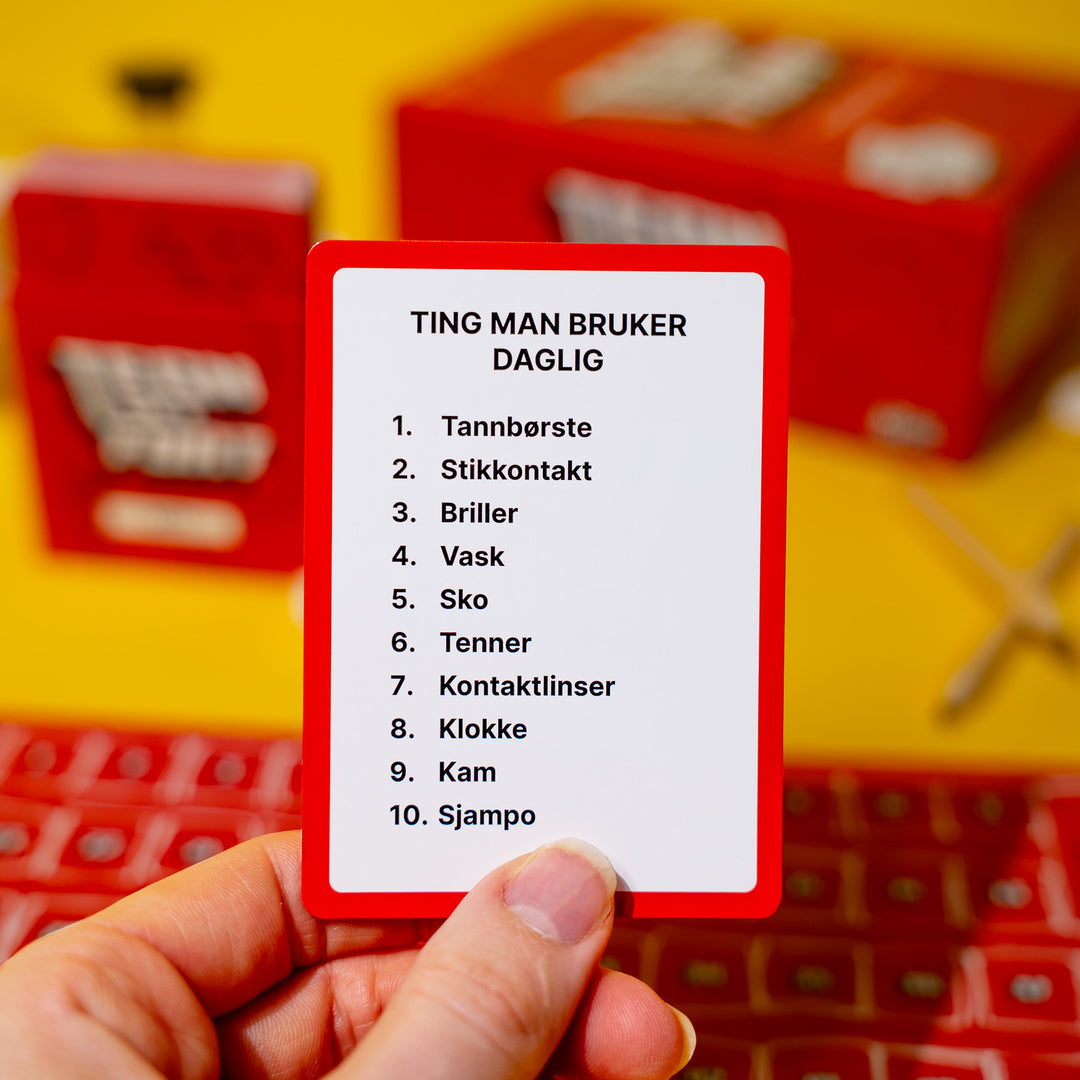 TING MAN BRUKER
DAGLIG
1. Tannbørste
2. Stikkontakt
3. Briller
4. Vask
5. Sko
6. Tenner
7. Kontaktlinser
8. Klokke
9. Kam
10. Sjampo